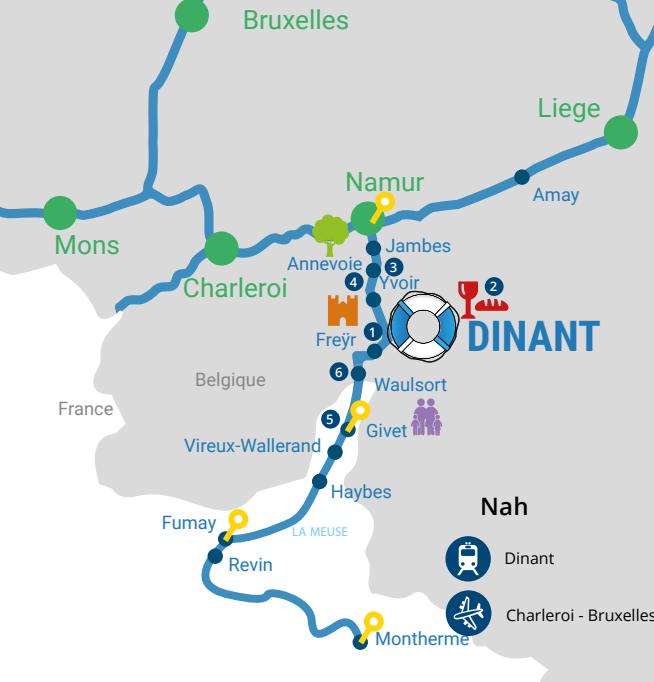 Bruxelles
Liege
Namur
Amay
Mons
Jambes
Annevoie
3
4
Yvoir
Charleroi
2
1
Freÿr
DINANT
6
Belgique
Waulsort
France
5
Givet
Vireux-Wallerand
Haybes
Nah
Fumay
LA MEUSE
Revin
Dinant
Charleroi - Bruxelles
Montherme